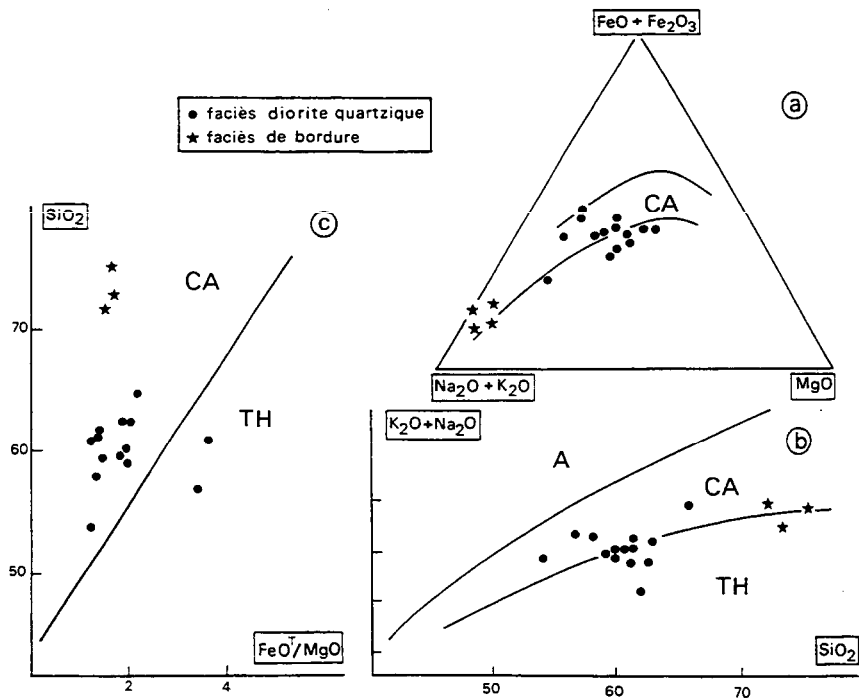 FeO + Fe₂O₃
● faciès diorite quartzique
★ faciès de bordure
a
CA
Na₂O + K₂O
MgO
SiO₂
c
CA
TH
70
60
50
2
4
FeOᵀ/MgO
K₂O+Na₂O
b
A
CA
TH
50
60
70
SiO₂